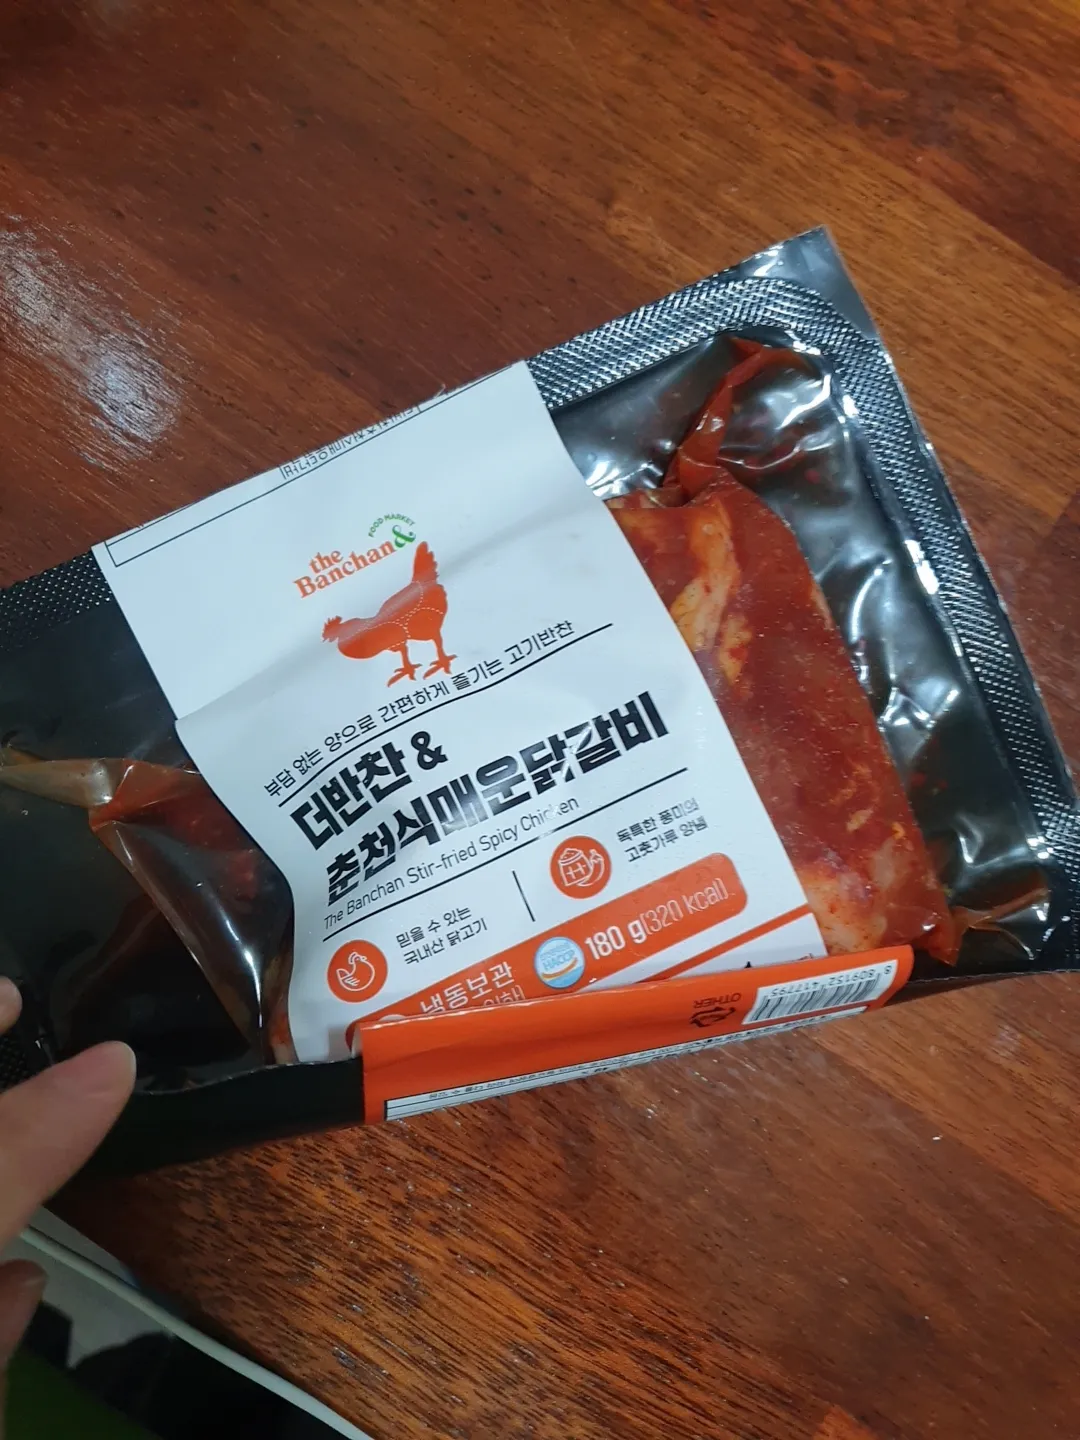 FOOD MARKET
the
Banchan&
부담 없는 양으로 간편하게 즐기는 고기반찬
더반찬 &
춘천식매운닭갈비
The Banchan Stir-fried Spicy Chicken
믿을 수 있는
국내산 닭고기
독특한 풍미의
고춧가루 양념
냉동보관
HACCP
180 g(320 kcal)
OTHER
8 809152 417795